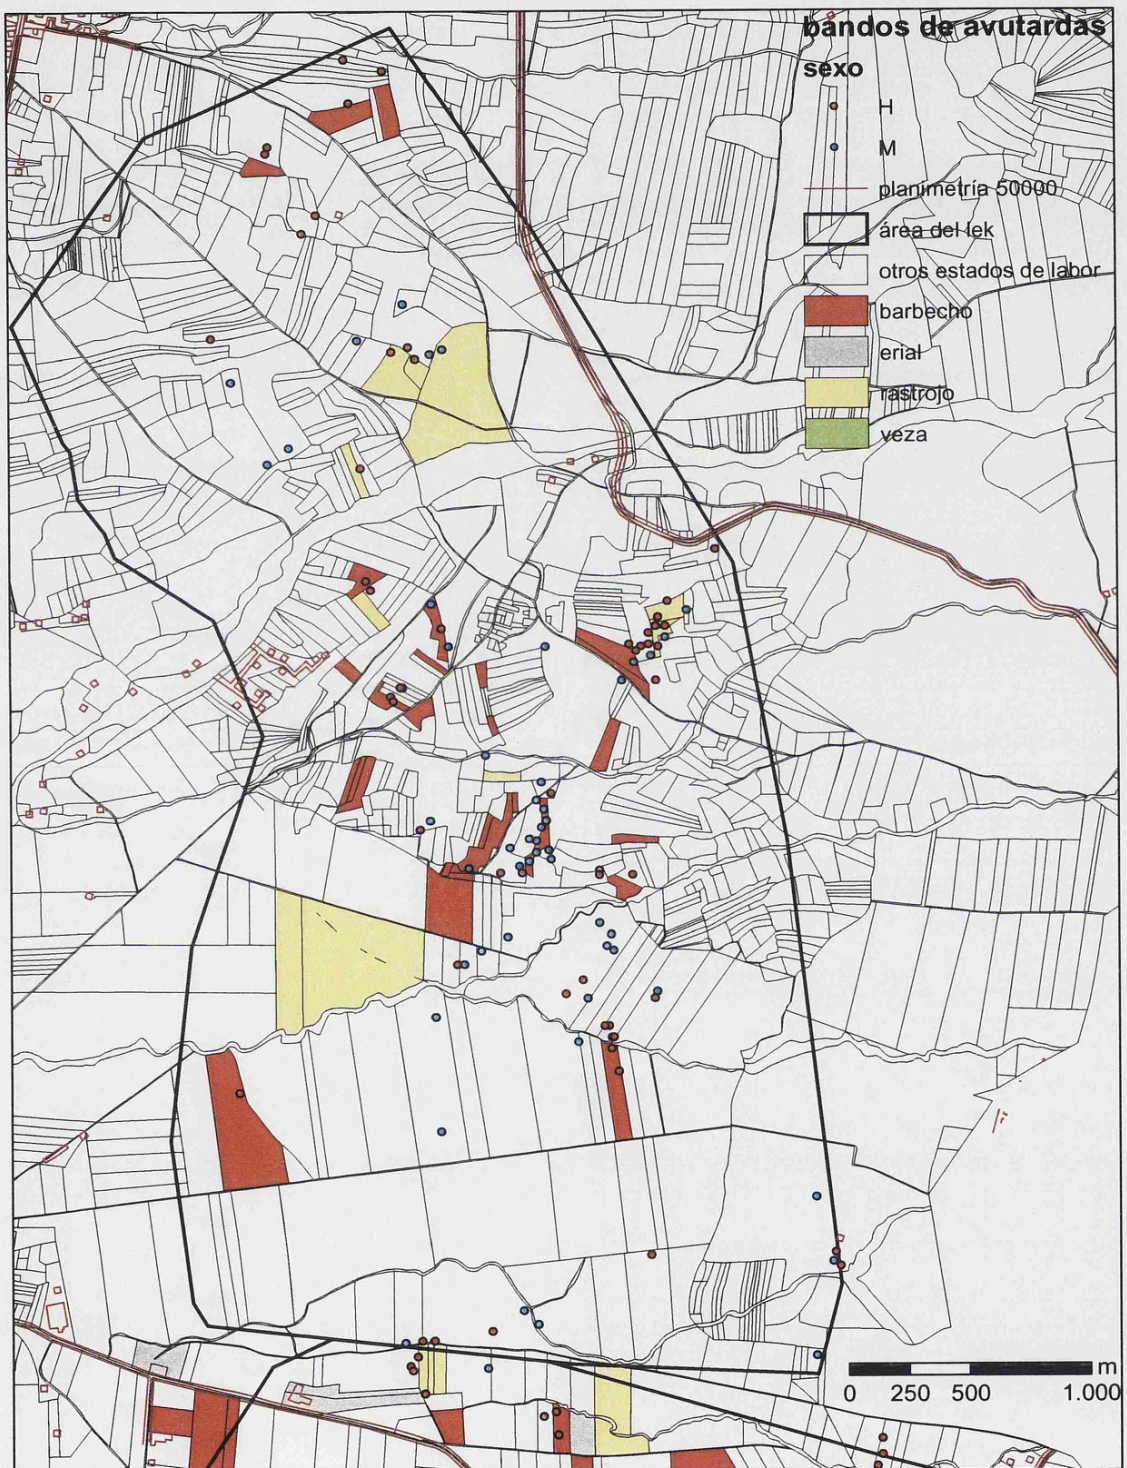 bandos de avutardas
sexo
H
M
planimetría 50000
área del lek
otros estados de labor
barbecho
erial
rastrojo
veza
m
0 250 500 1.000